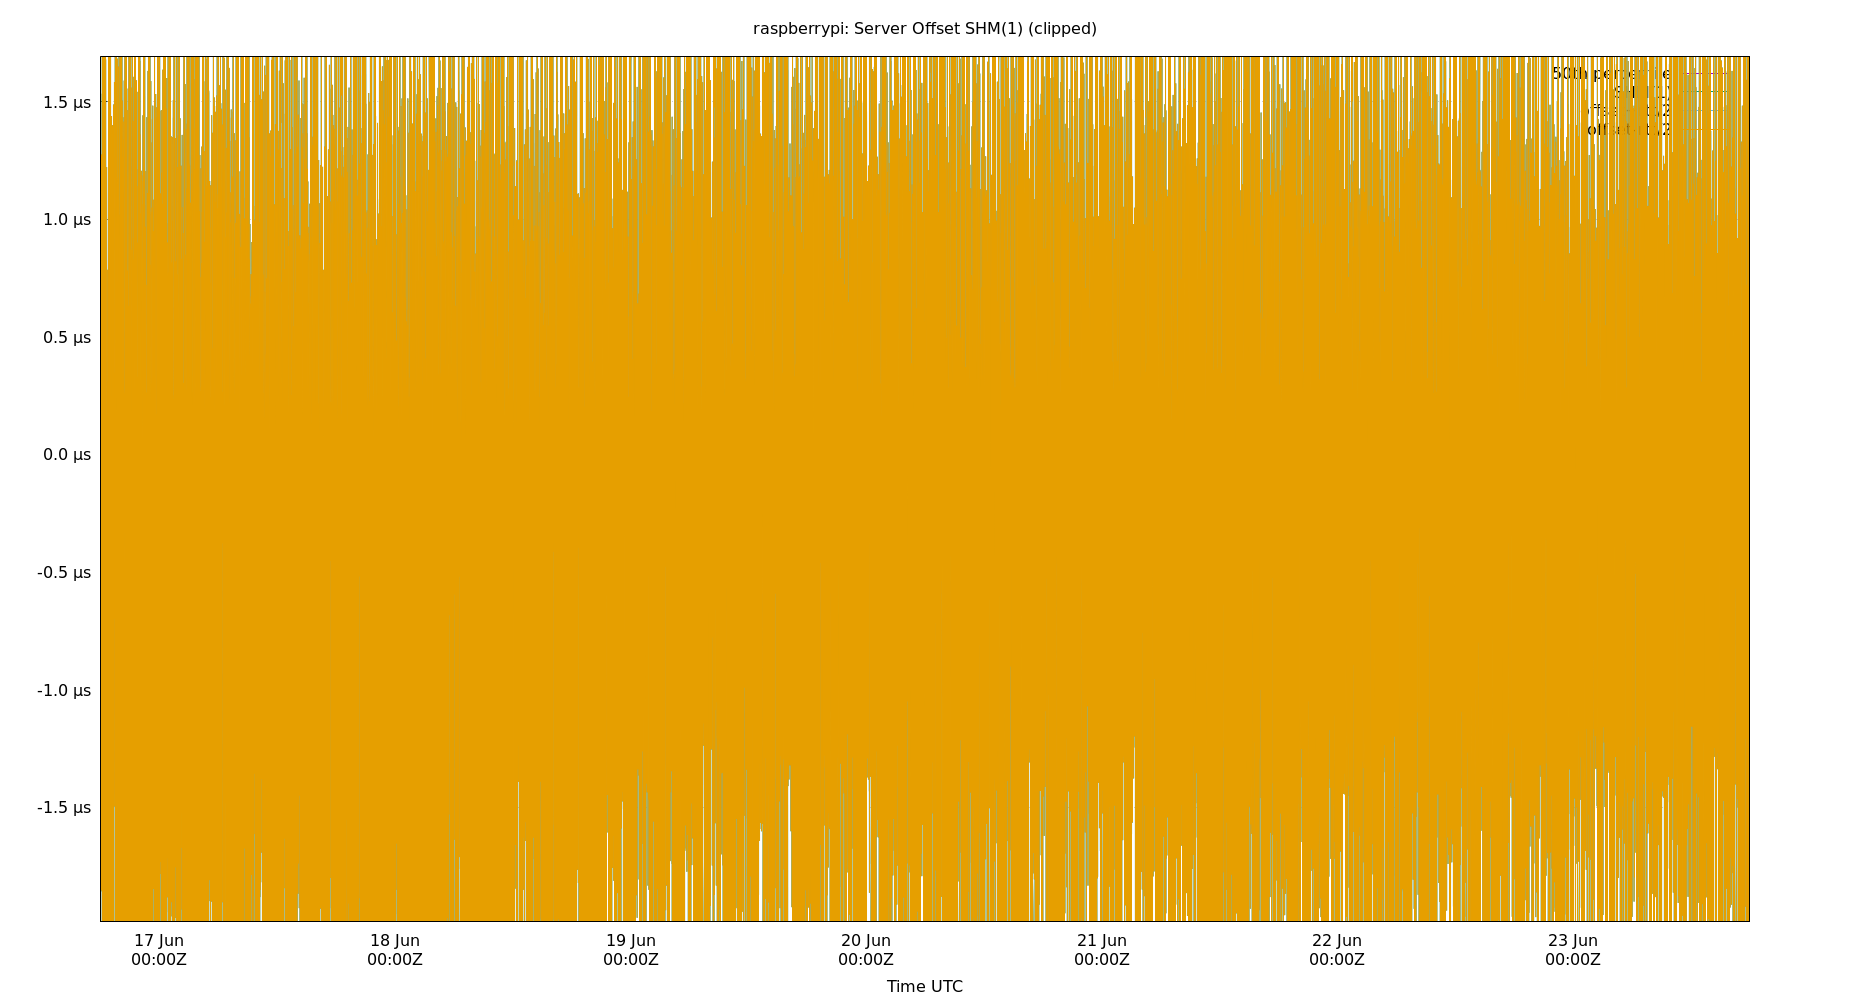 raspberrypi: Server Offset SHM(1) (clipped)
50th percentile
1.5 µs
1.0 µs
0.5 µs
0.0 µs
-0.5 µs
-1.0 µs
-1.5 µs
17 Jun 18 Jun 19 Jun 20 Jun 21 Jun 22 Jun 23 Jun
00:00Z 00:00Z 00:00Z 00:00Z 00:00Z 00:00Z 00:00Z
Time UTC